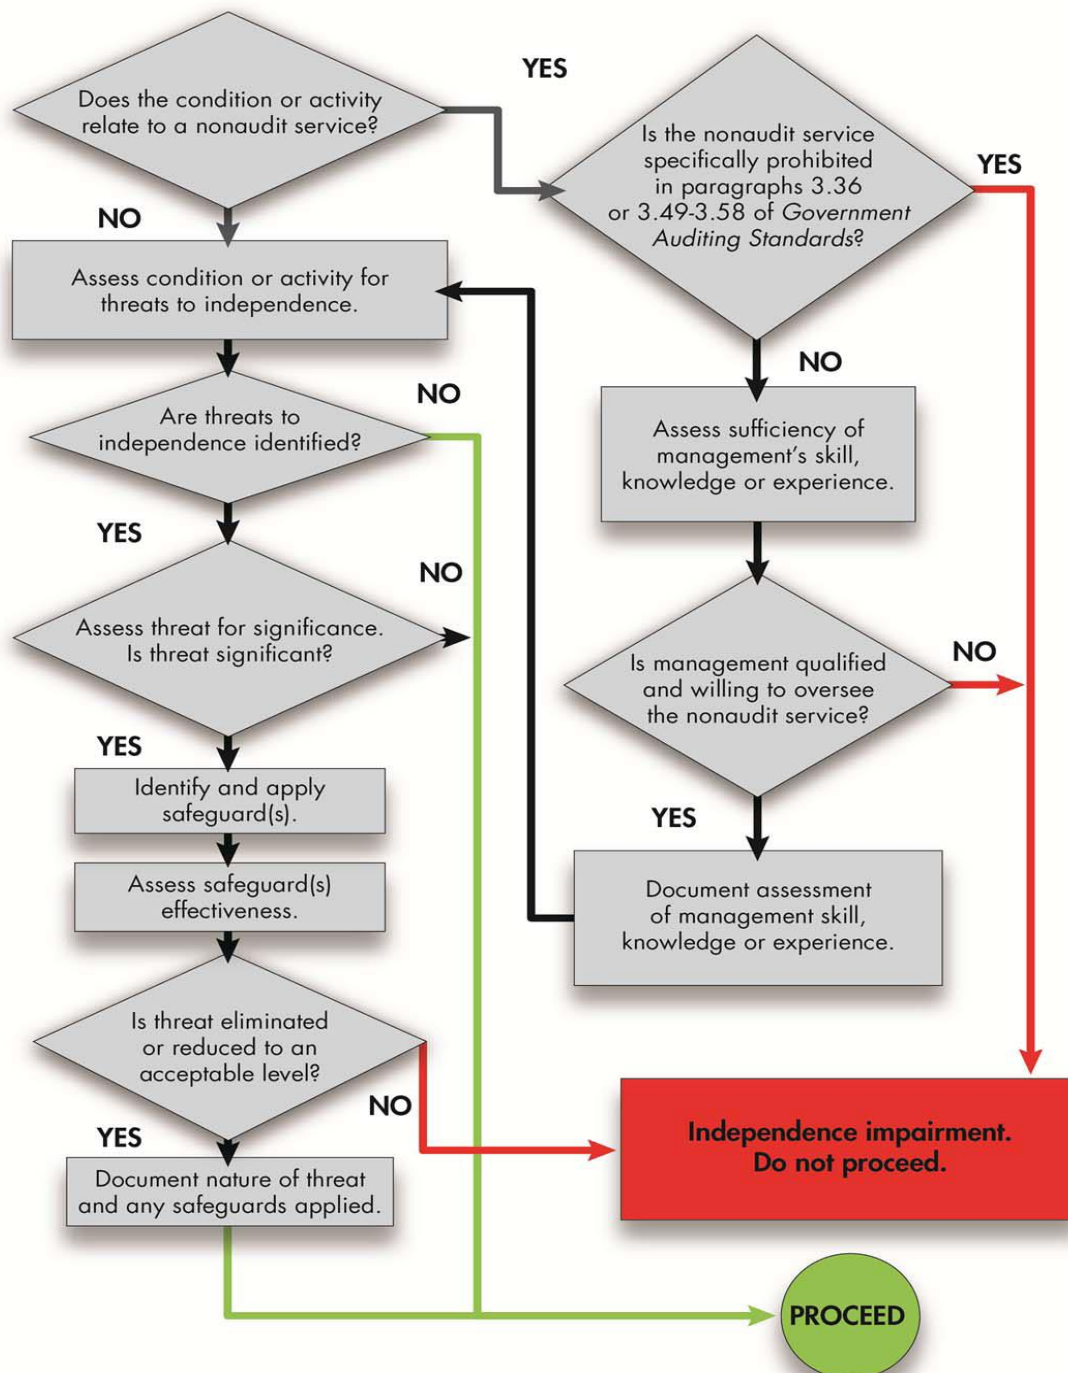 Does the condition or activity
relate to a nonaudit service?
YES
Is the nonaudit service
specifically prohibited
in paragraphs 3.36
or 3.49-3.58 of Government
Auditing Standards?
YES
NO
Assess condition or activity for
threats to independence.
NO
Are threats to
independence identified?
NO
Assess sufficiency of
management’s skill,
knowledge or experience.
YES
NO
Assess threat for significance.
Is threat significant?
Is management qualified
and willing to oversee
the nonaudit service?
NO
YES
Identify and apply
safeguard(s).
YES
Assess safeguard(s)
effectiveness.
Document assessment
of management skill,
knowledge or experience.
Is threat eliminated
or reduced to an
acceptable level?
NO
YES
Independence impairment.
Do not proceed.
Document nature of threat
and any safeguards applied.
PROCEED